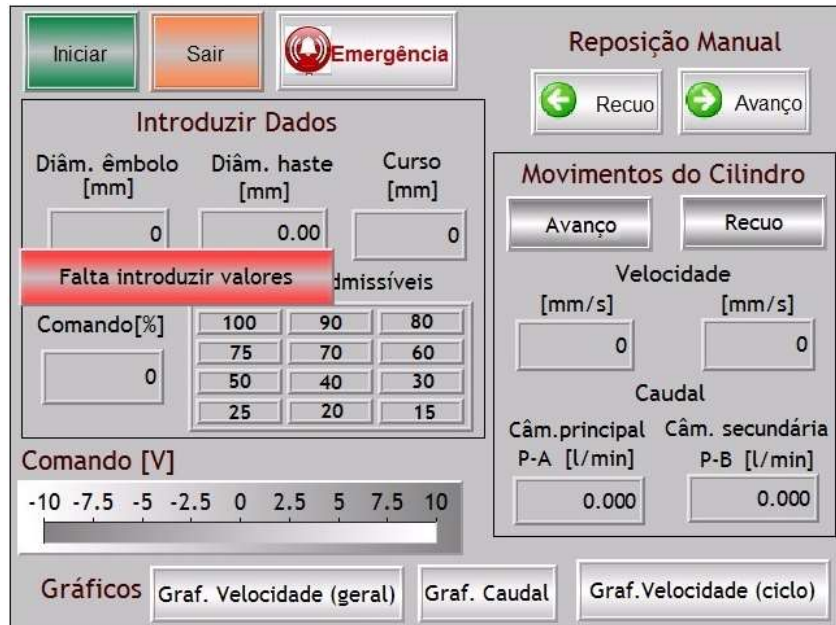 Iniciar
Sair
Emergência
Reposição Manual
Recuo
Avanço
Introduzir Dados
Diâm. êmbolo
[mm]
Diâm. haste
[mm]
Curso
[mm]
0
0.00
0
Falta introduzir valores
Comando[%]
0
100 90 80
75 70 60
50 40 30
25 20 15
Movimentos do Cilindro
Avanço
Recuo
Velocidade
[mm/s] [mm/s]
0 0
Caudal
Câm.principal
P-A [l/min]
Câm. secundária
P-B [l/min]
0.000 0.000
Comando [V]
-10 -7.5 -5 -2.5 0 2.5 5 7.5 10
Gráficos
Graf. Velocidade (geral)
Graf. Caudal
Graf.Velocidade (ciclo)